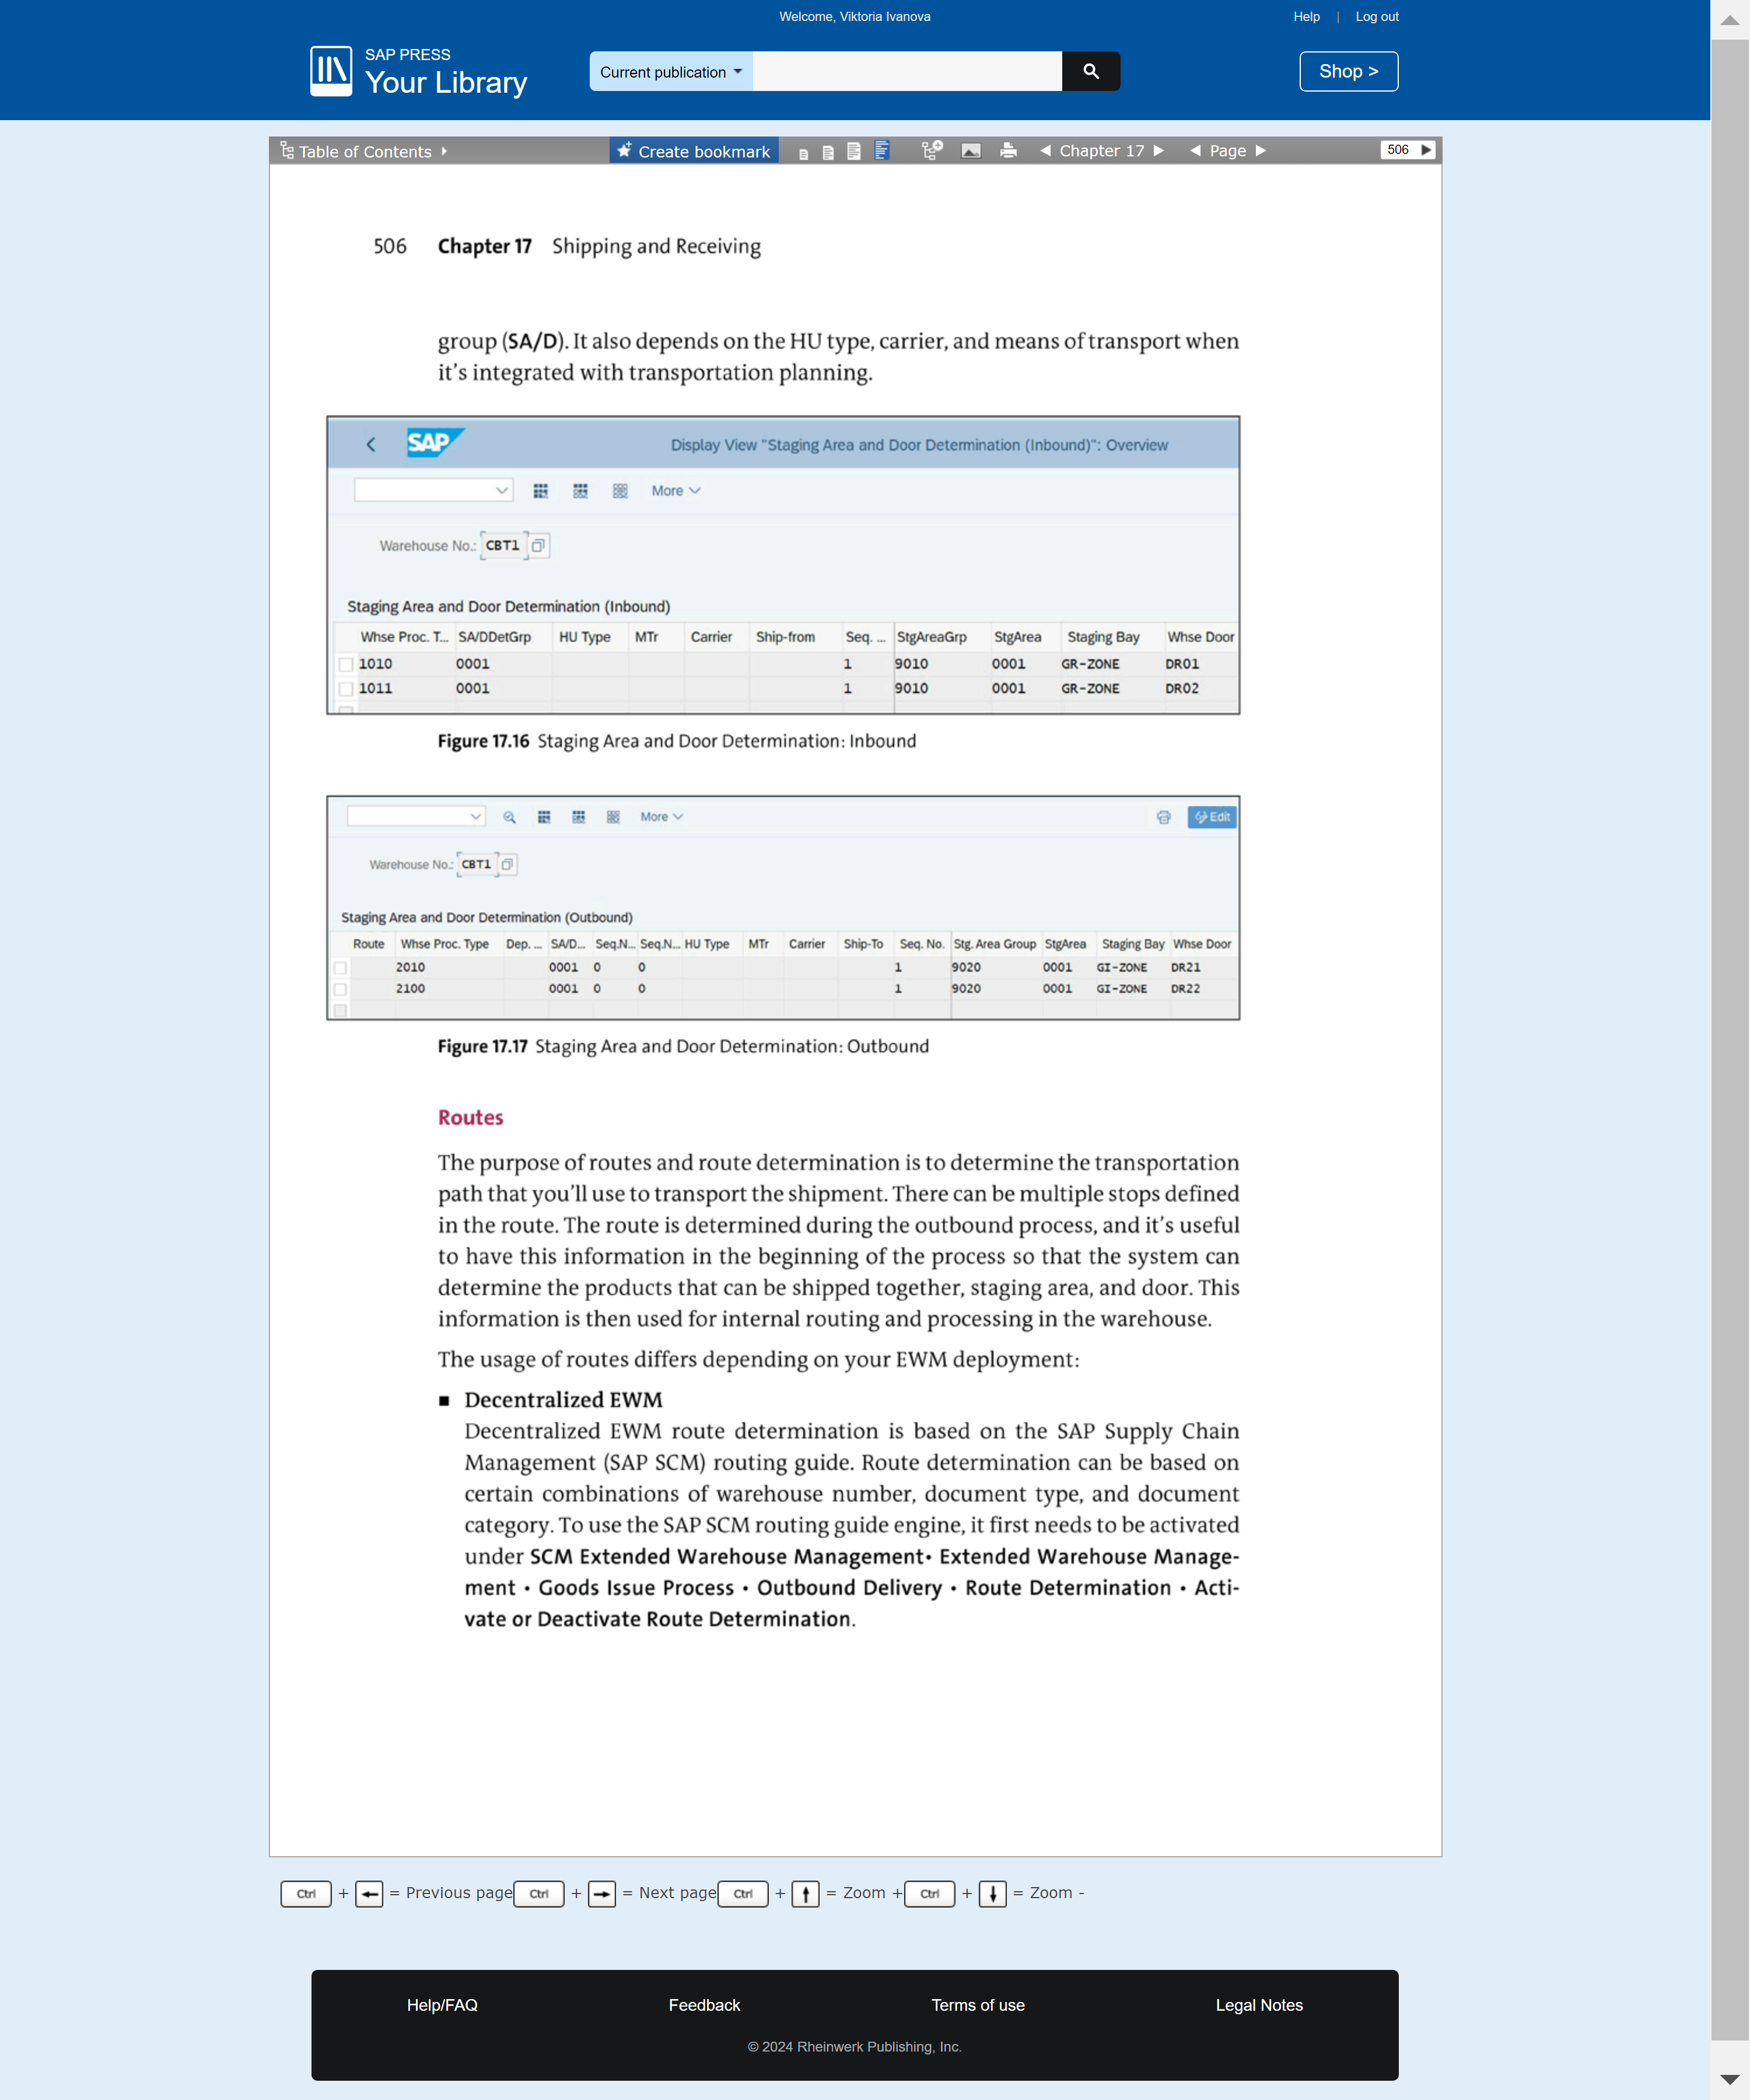 Welcome, Viktoria Ivanova
Help | Log out
SAP PRESS
Your Library
Current publication
Shop >
Table of Contents
Create bookmark
Chapter 17
Page
506
506 Chapter 17 Shipping and Receiving
group (SA/D). It also depends on the HU type, carrier, and means of transport when
it's integrated with transportation planning.
SAP
Display View "Staging Area and Door Determination (Inbound)": Overview
More
Warehouse No.: CBT1
Staging Area and Door Determination (Inbound)
Whse Proc. T... SA/DDetGrp HU Type MTr Carrier Ship-from Seq. ... StgAreaGrp StgArea Staging Bay Whse Door
1010 0001 1 9010 0001 GR-ZONE DR01
1011 0001 1 9010 0001 GR-ZONE DR02
Figure 17.16 Staging Area and Door Determination: Inbound
More
Edit
Warehouse No.: CBT1
Staging Area and Door Determination (Outbound)
Route Whse Proc. Type Dep. ... SA/D... Seq.N... Seq.N... HU Type MTr Carrier Ship-To Seq. No. Stg. Area Group StgArea Staging Bay Whse Door
2010 0001 0 0 1 9020 0001 GI-ZONE DR21
2100 0001 0 0 1 9020 0001 GI-ZONE DR22
Figure 17.17 Staging Area and Door Determination: Outbound
Routes
The purpose of routes and route determination is to determine the transportation
path that you'll use to transport the shipment. There can be multiple stops defined
in the route. The route is determined during the outbound process, and it's useful
to have this information in the beginning of the process so that the system can
determine the products that can be shipped together, staging area, and door. This
information is then used for internal routing and processing in the warehouse.
The usage of routes differs depending on your EWM deployment:
■ Decentralized EWM
Decentralized EWM route determination is based on the SAP Supply Chain
Management (SAP SCM) routing guide. Route determination can be based on
certain combinations of warehouse number, document type, and document
category. To use the SAP SCM routing guide engine, it first needs to be activated
under SCM Extended Warehouse Management• Extended Warehouse Manage-
ment • Goods Issue Process • Outbound Delivery • Route Determination • Acti-
vate or Deactivate Route Determination.
Ctrl + ← = Previous page Ctrl + → = Next page Ctrl + ↑ = Zoom + Ctrl + ↓ = Zoom -
Help/FAQ Feedback Terms of use Legal Notes
© 2024 Rheinwerk Publishing, Inc.